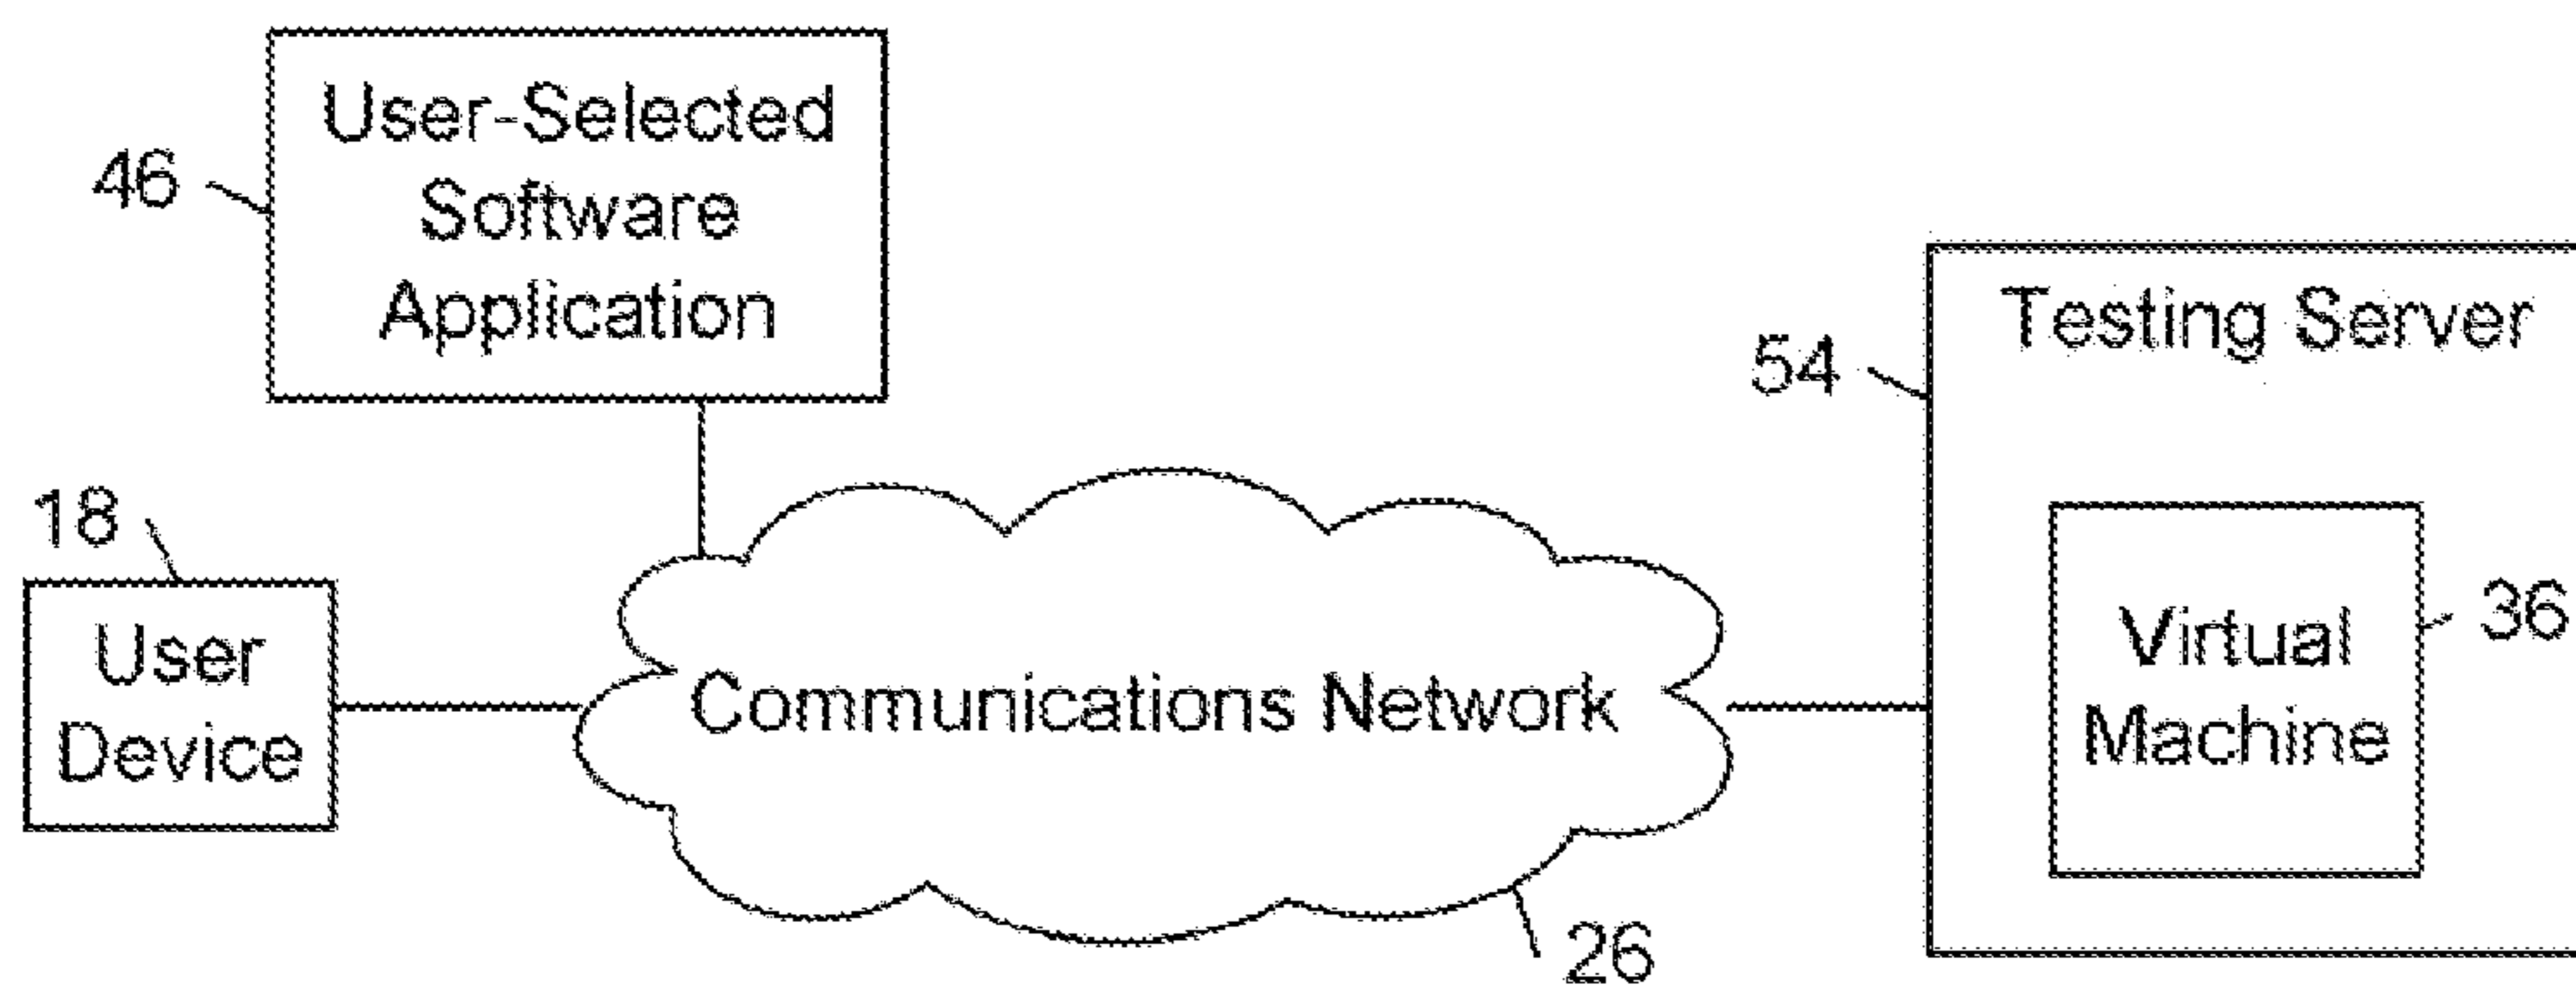 User-Selected
Software
Application
46
Testing Server
54
18
User
Device
Communications Network
Virtual
Machine
36
26